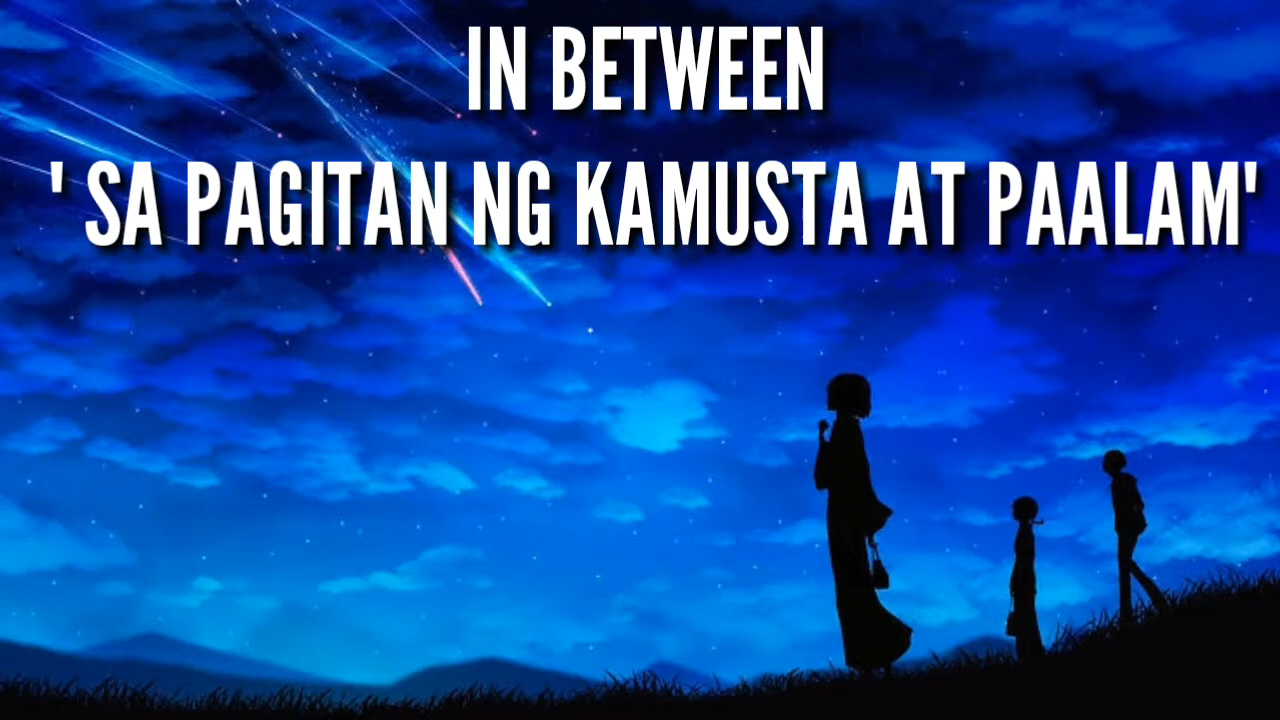 IN BETWEEN
' SA PAGITAN NG KAMUSTA AT PAALAM'